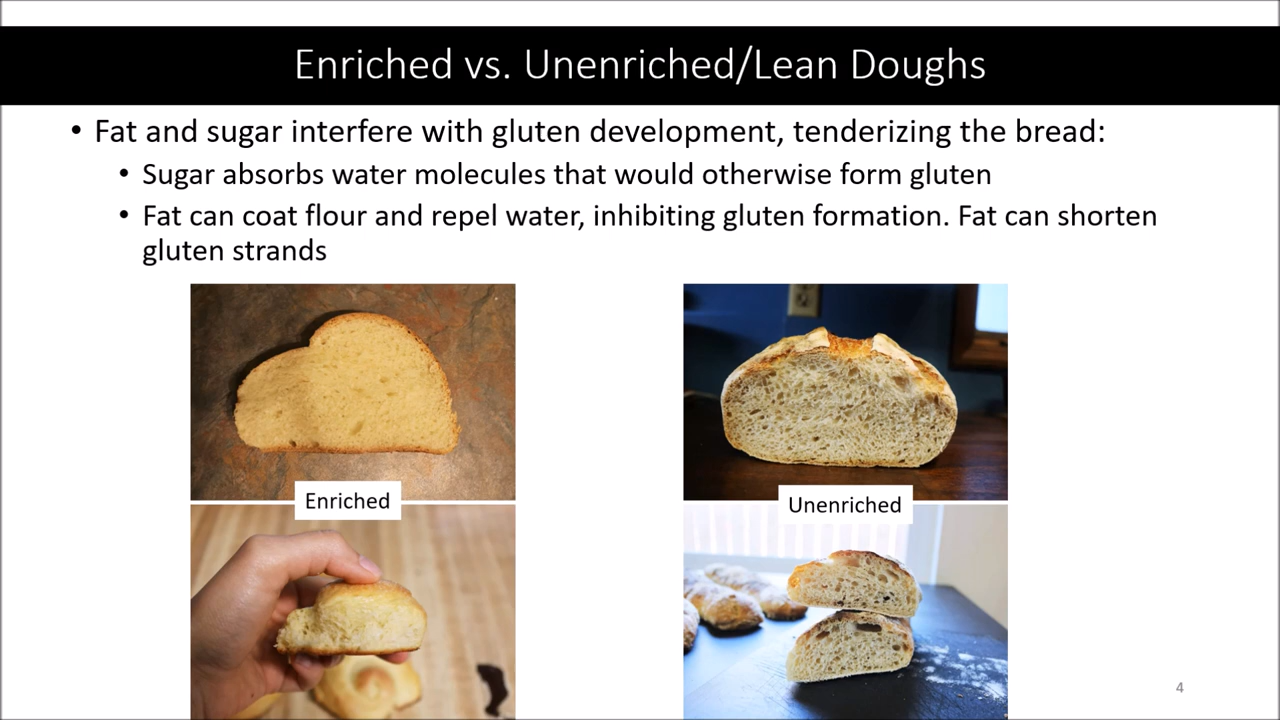 Enriched vs. Unenriched/Lean Doughs
• Fat and sugar interfere with gluten development, tenderizing the bread:
• Sugar absorbs water molecules that would otherwise form gluten
• Fat can coat flour and repel water, inhibiting gluten formation. Fat can shorten
gluten strands
Enriched
Unenriched
4